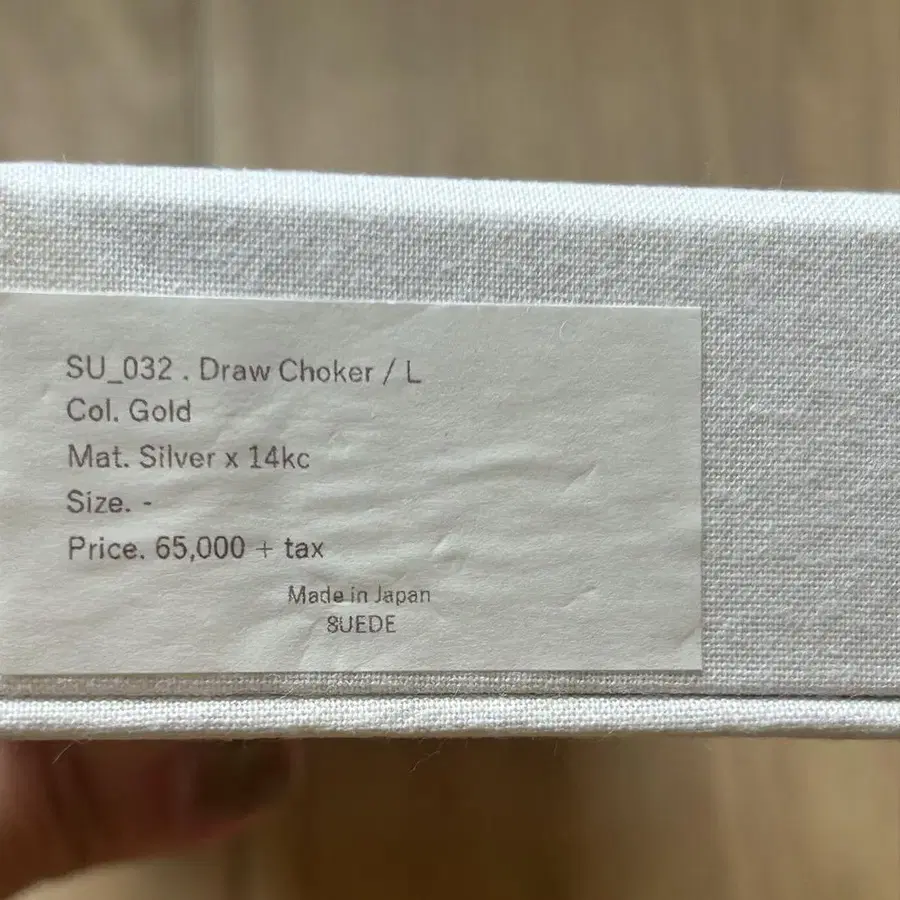 SU_032 . Draw Choker / L
Col. Gold
Mat. Silver x 14kc
Size. -
Price. 65,000 + tax
Made in Japan
8UEDE